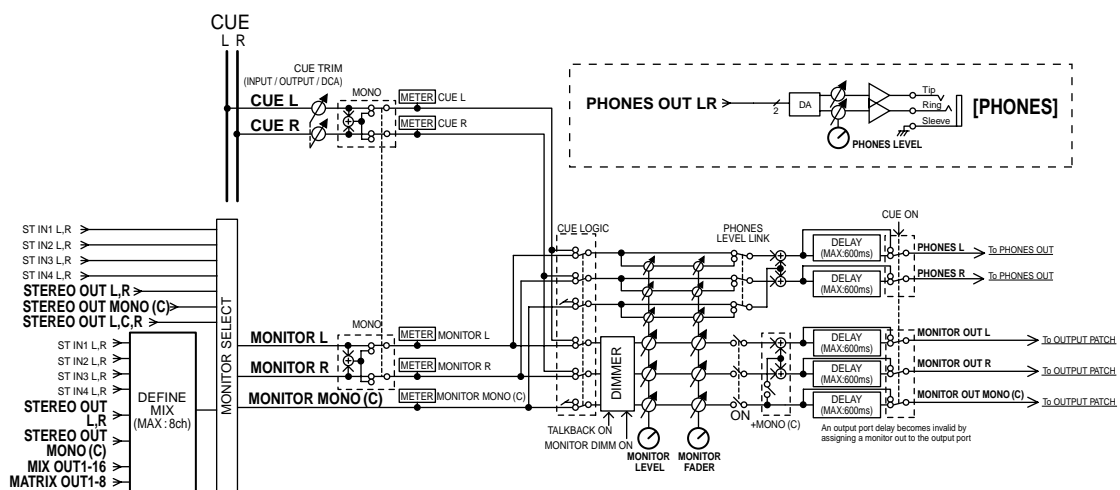 CUE
L R
CUE TRIM
(INPUT / OUTPUT / DCA)
MONO
CUE L
METER CUE L
CUE R
METER CUE R
PHONES OUT LR
2
DA
Tip
Ring
Sleeve
[PHONES]
PHONES LEVEL
ST IN1 L,R
ST IN2 L,R
ST IN3 L,R
ST IN4 L,R
STEREO OUT L,R
STEREO OUT MONO (C)
STEREO OUT L,C,R
ST IN1 L,R
ST IN2 L,R
ST IN3 L,R
ST IN4 L,R
STEREO OUT
L,R
STEREO OUT
MONO (C)
MIX OUT1-16
MATRIX OUT1-8
DEFINE
MIX
(MAX : 8ch)
MONITOR SELECT
MONO
MONITOR L
METER MONITOR L
MONITOR R
METER MONITOR R
MONITOR MONO (C)
METER MONITOR MONO (C)
CUE LOGIC
PHONES
LEVEL LINK
CUE ON
DELAY
(MAX:600ms)
PHONES L
To PHONES OUT
DELAY
(MAX:600ms)
PHONES R
To PHONES OUT
DIMMER
TALKBACK ON
MONITOR DIMM ON
MONITOR
LEVEL
MONITOR
FADER
ON
+MONO (C)
DELAY
(MAX:600ms)
MONITOR OUT L
To OUTPUT PATCH
DELAY
(MAX:600ms)
MONITOR OUT R
To OUTPUT PATCH
DELAY
(MAX:600ms)
MONITOR OUT MONO (C)
To OUTPUT PATCH
An output port delay becomes invalid by
assigning a monitor out to the output port